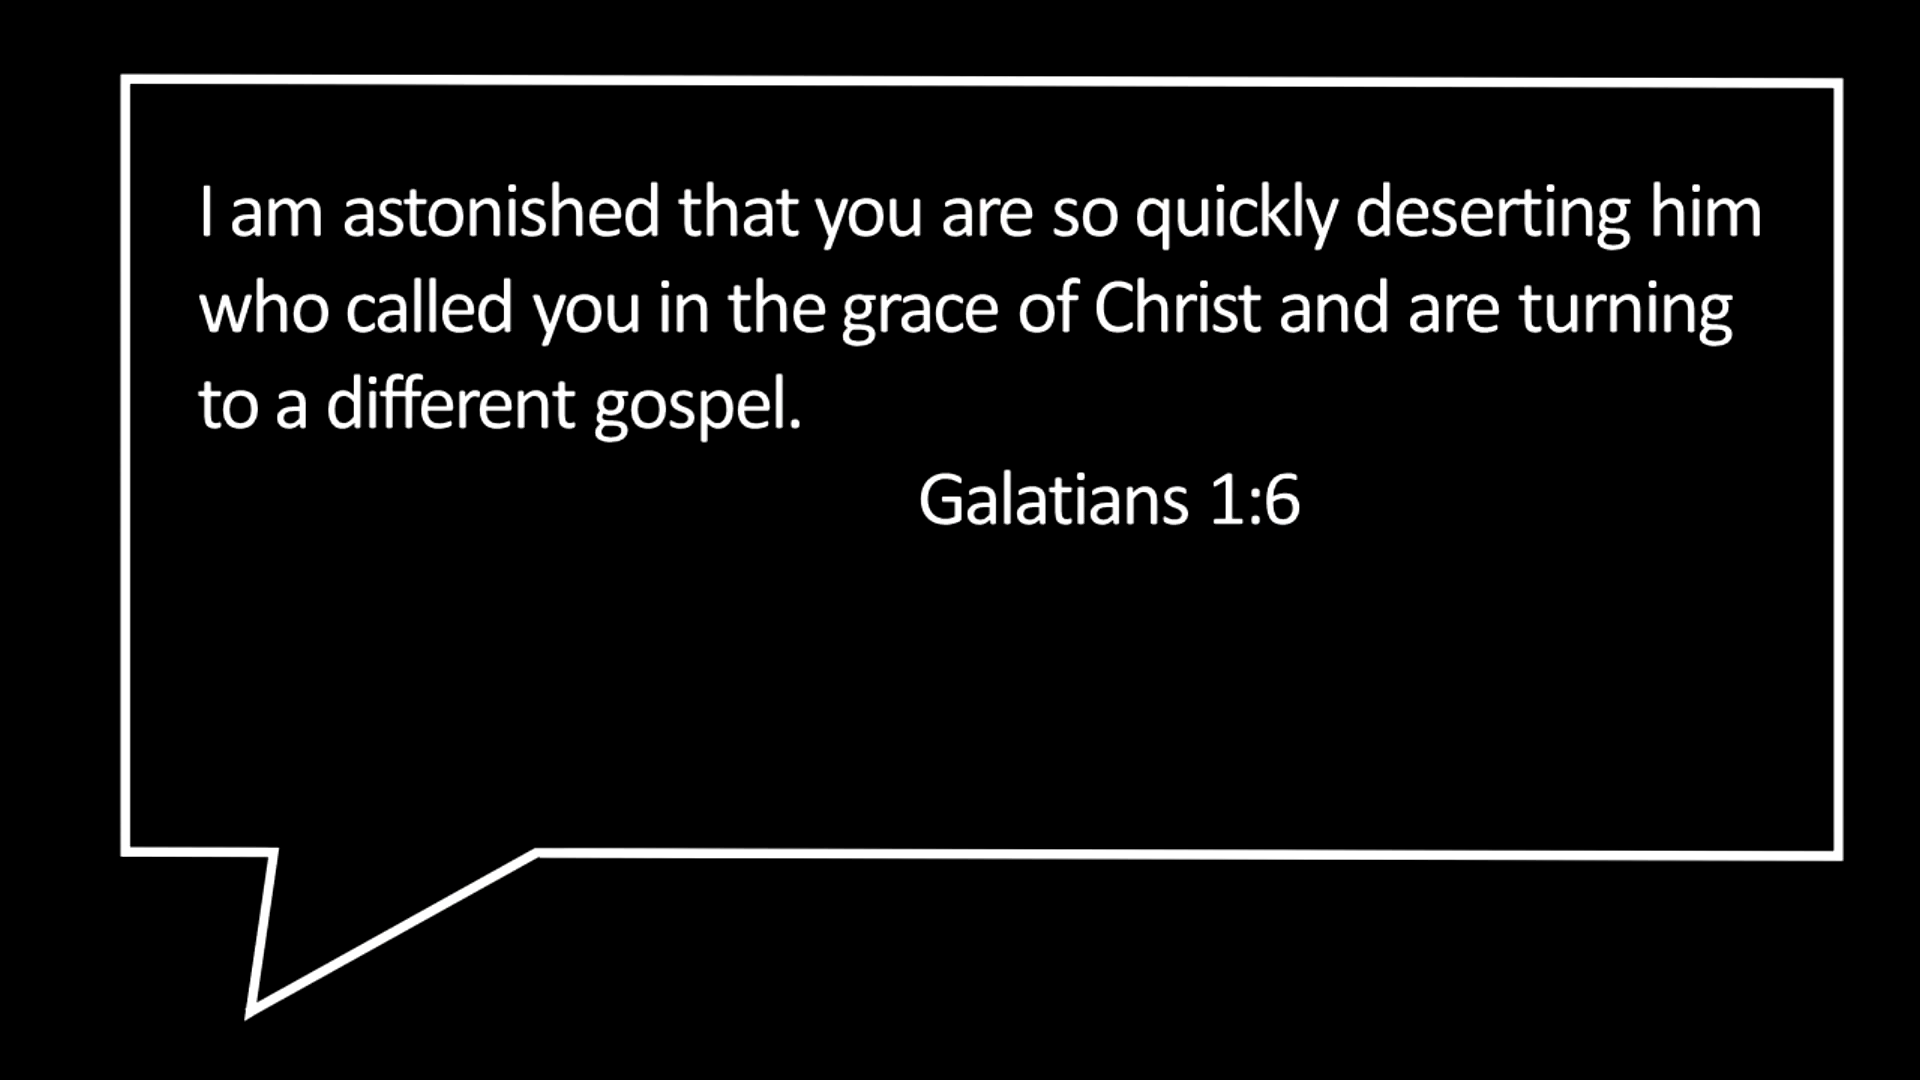 I am astonished that you are so quickly deserting him
who called you in the grace of Christ and are turning
to a different gospel.
Galatians 1:6